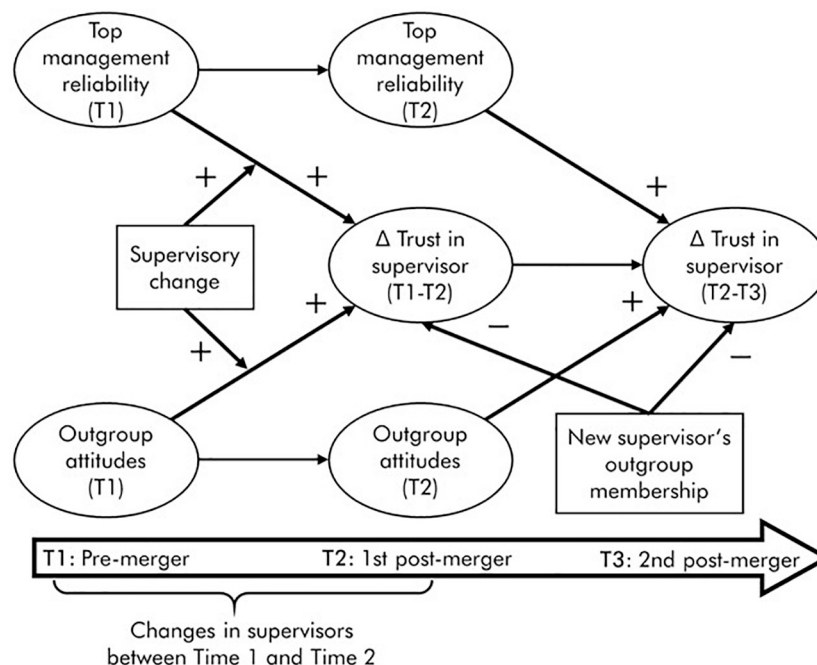 Top
management
reliability
(T1)
Top
management
reliability
(T2)
+
+
+
Supervisory
change
Δ Trust in
supervisor
(T1-T2)
Δ Trust in
supervisor
(T2-T3)
+
+
+
−
−
Outgroup
attitudes
(T1)
Outgroup
attitudes
(T2)
New supervisor's
outgroup
membership
T1: Pre-merger
T2: 1st post-merger
T3: 2nd post-merger
Changes in supervisors
between Time 1 and Time 2